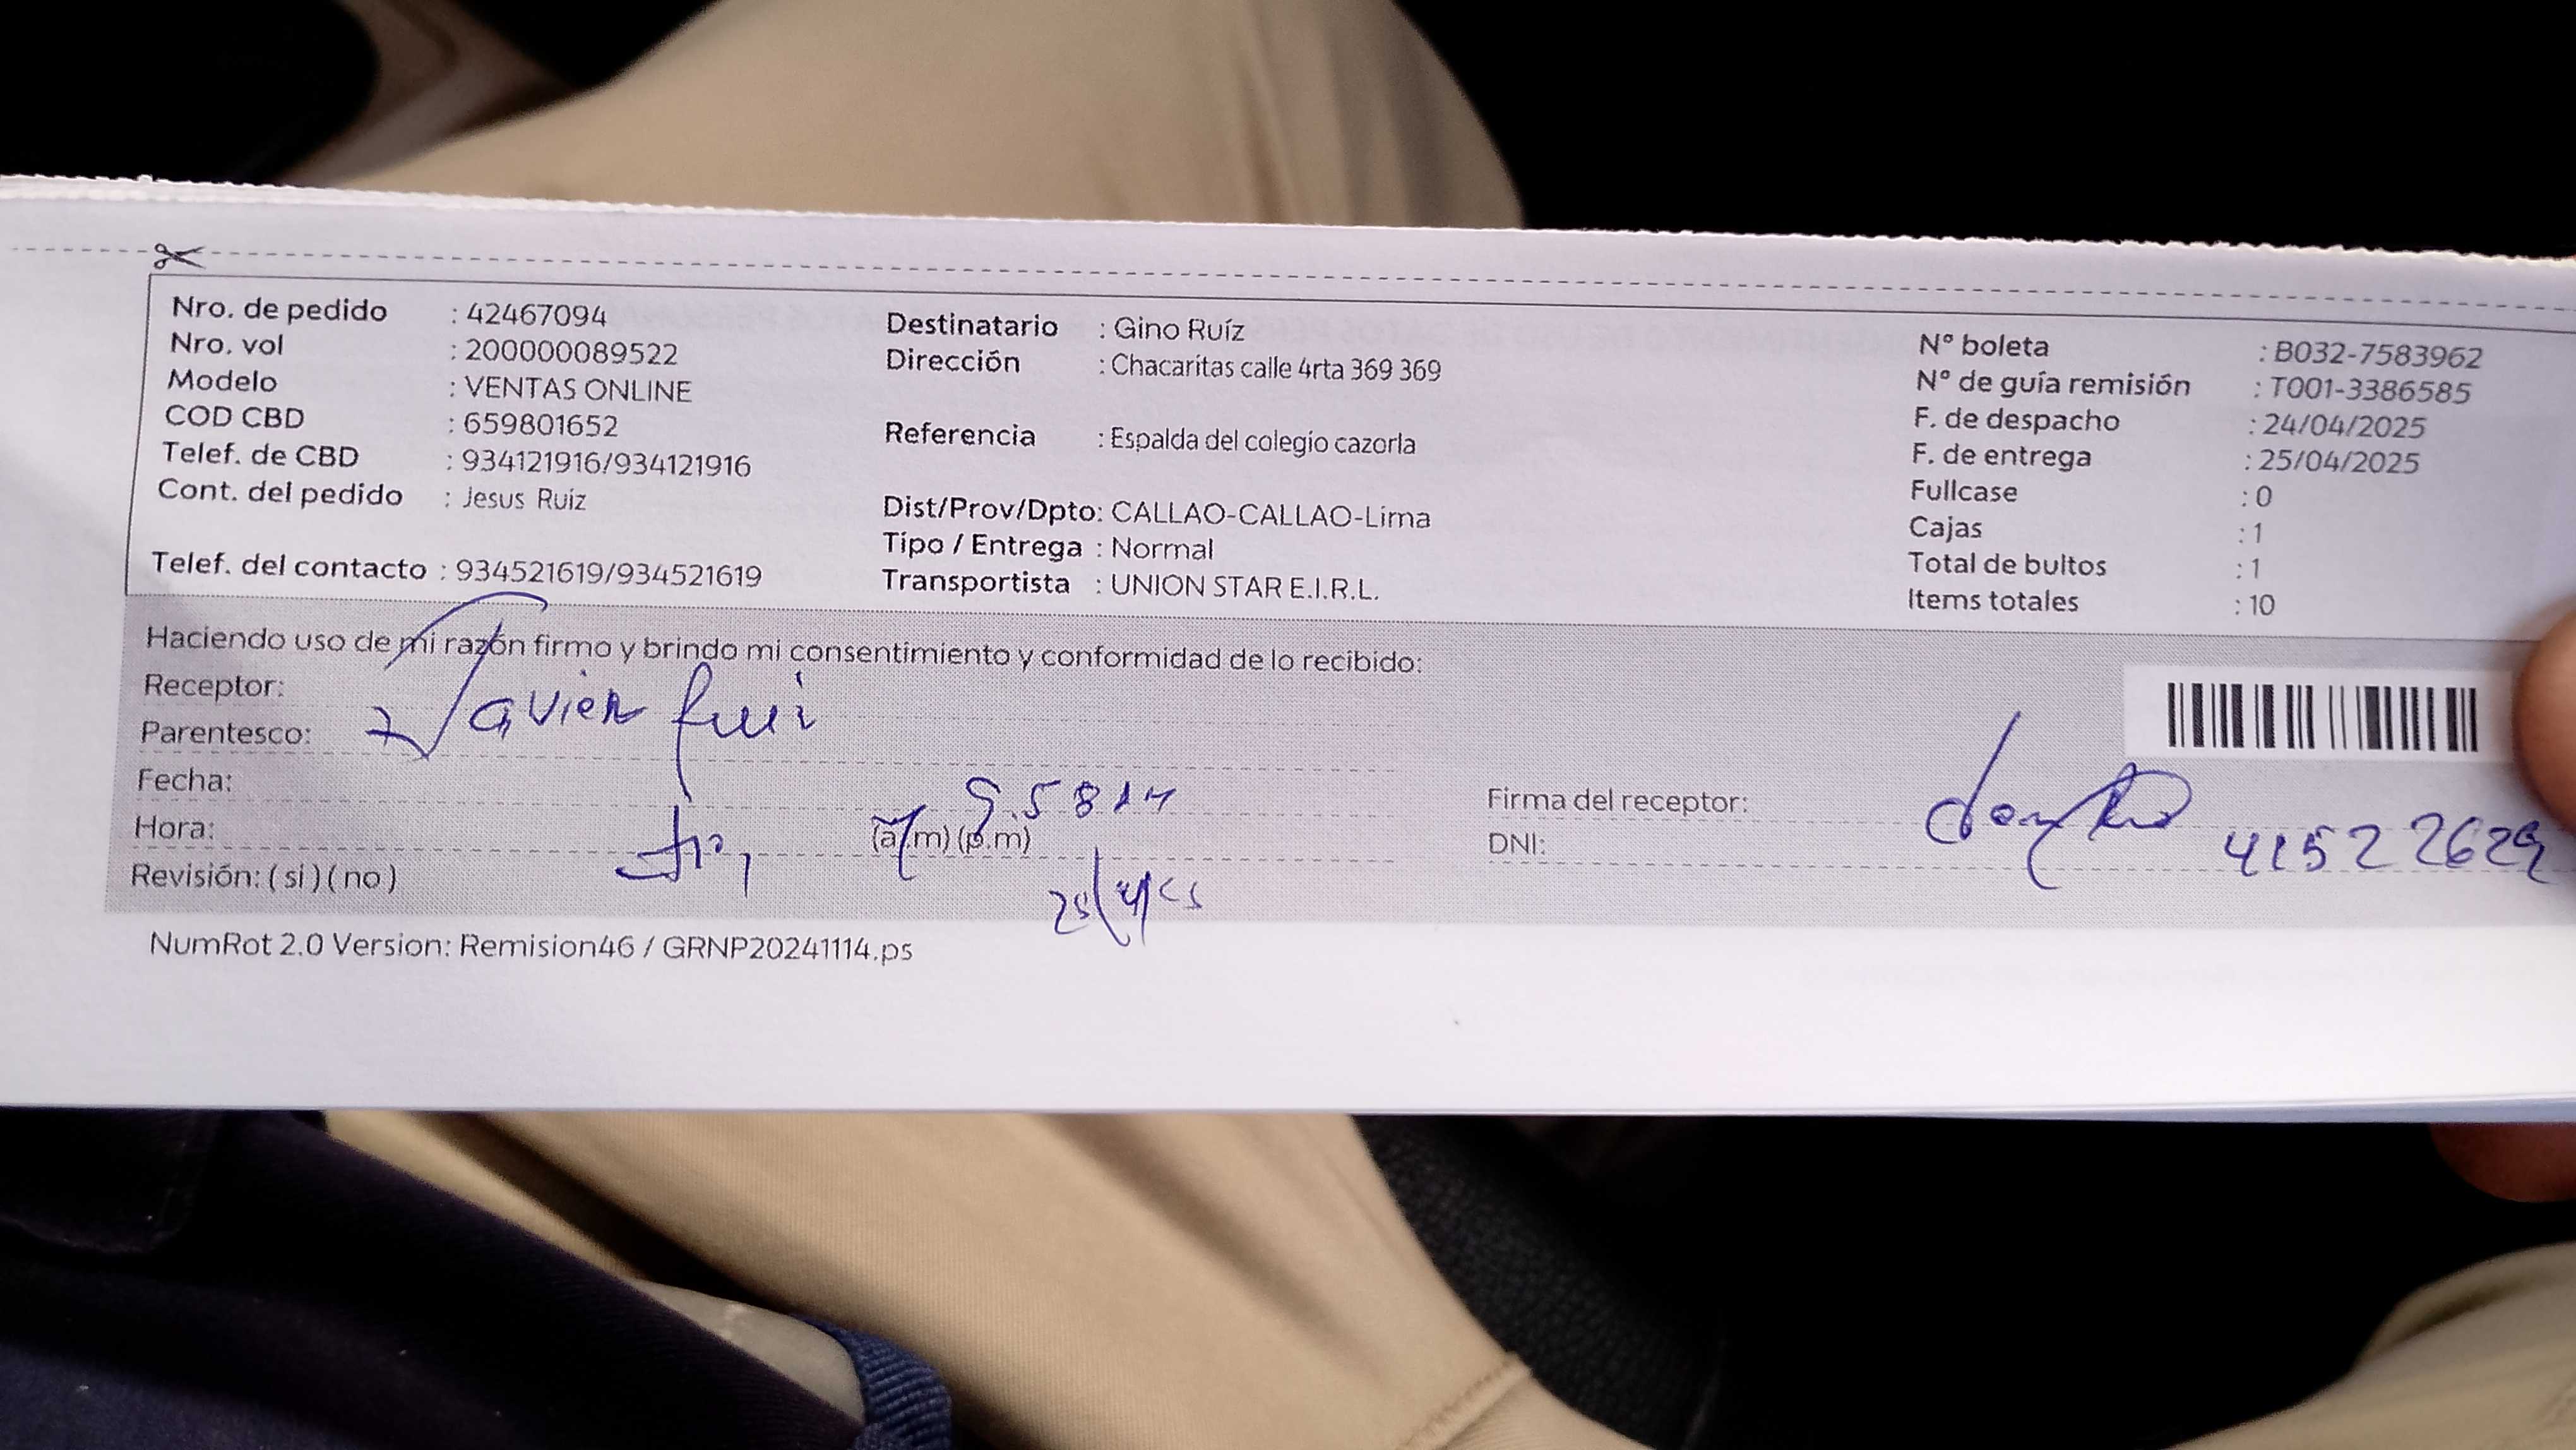 Nro. de pedido : 42467094
Nro. vol : 200000089522
Modelo : VENTAS ONLINE
COD CBD : 659801652
Telef. de CBD : 934121916/934121916
Cont. del pedido : Jesus Ruiz
Telef. del contacto : 934521619/934521619
Destinatario : Gino Ruíz
Dirección : Chacaritas calle 4rta 369 369
Referencia : Espalda del colegio cazorla
Dist/Prov/Dpto: CALLAO-CALLAO-Lima
Tipo / Entrega : Normal
Transportista : UNION STAR E.I.R.L.
N° boleta : B032-7583962
N° de guía remisión : T001-3386585
F. de despacho : 24/04/2025
F. de entrega : 25/04/2025
Fullcase : 0
Cajas : 1
Total de bultos : 1
Items totales : 10
Haciendo uso de mi razón firmo y brindo mi consentimiento y conformidad de lo recibido:
Receptor:
Javier Ruiz
Parentesco:
Fecha:
Hora: (a.m) (p.m)
Revisión: ( si ) ( no )
Firma del receptor:
DNI: 41522629
NumRot 2.0 Version: Remision46 / GRNP20241114.ps